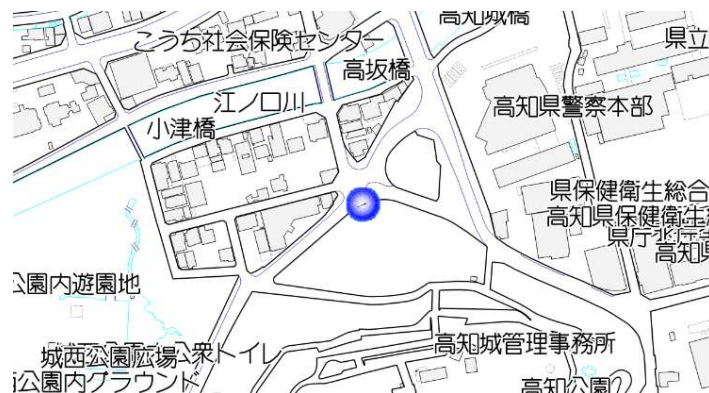 高知城橋
こうち社会保険センター
県立
高坂橋
江ノ口川
高知県警察本部
小津橋
県保健衛生総合
高知県保健衛生総
県庁北庁舎
高知県
公園内遊園地
城西公園広場
公衆トイレ
高知城管理事務所
西公園内グラウンド
高知公園